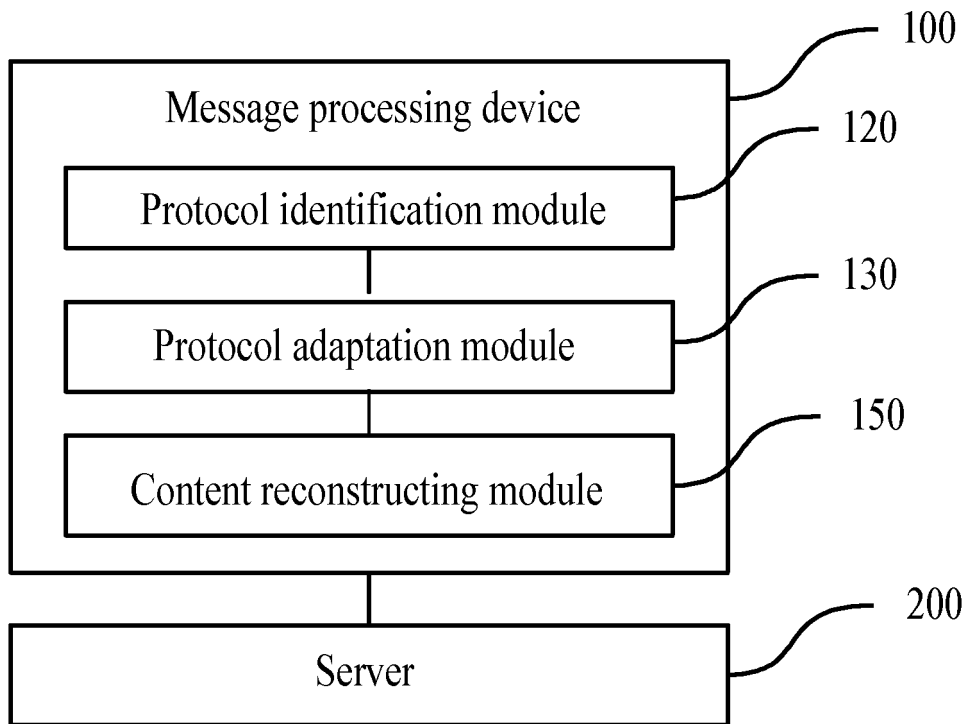 100
Message processing device
120
Protocol identification module
130
Protocol adaptation module
150
Content reconstructing module
200
Server